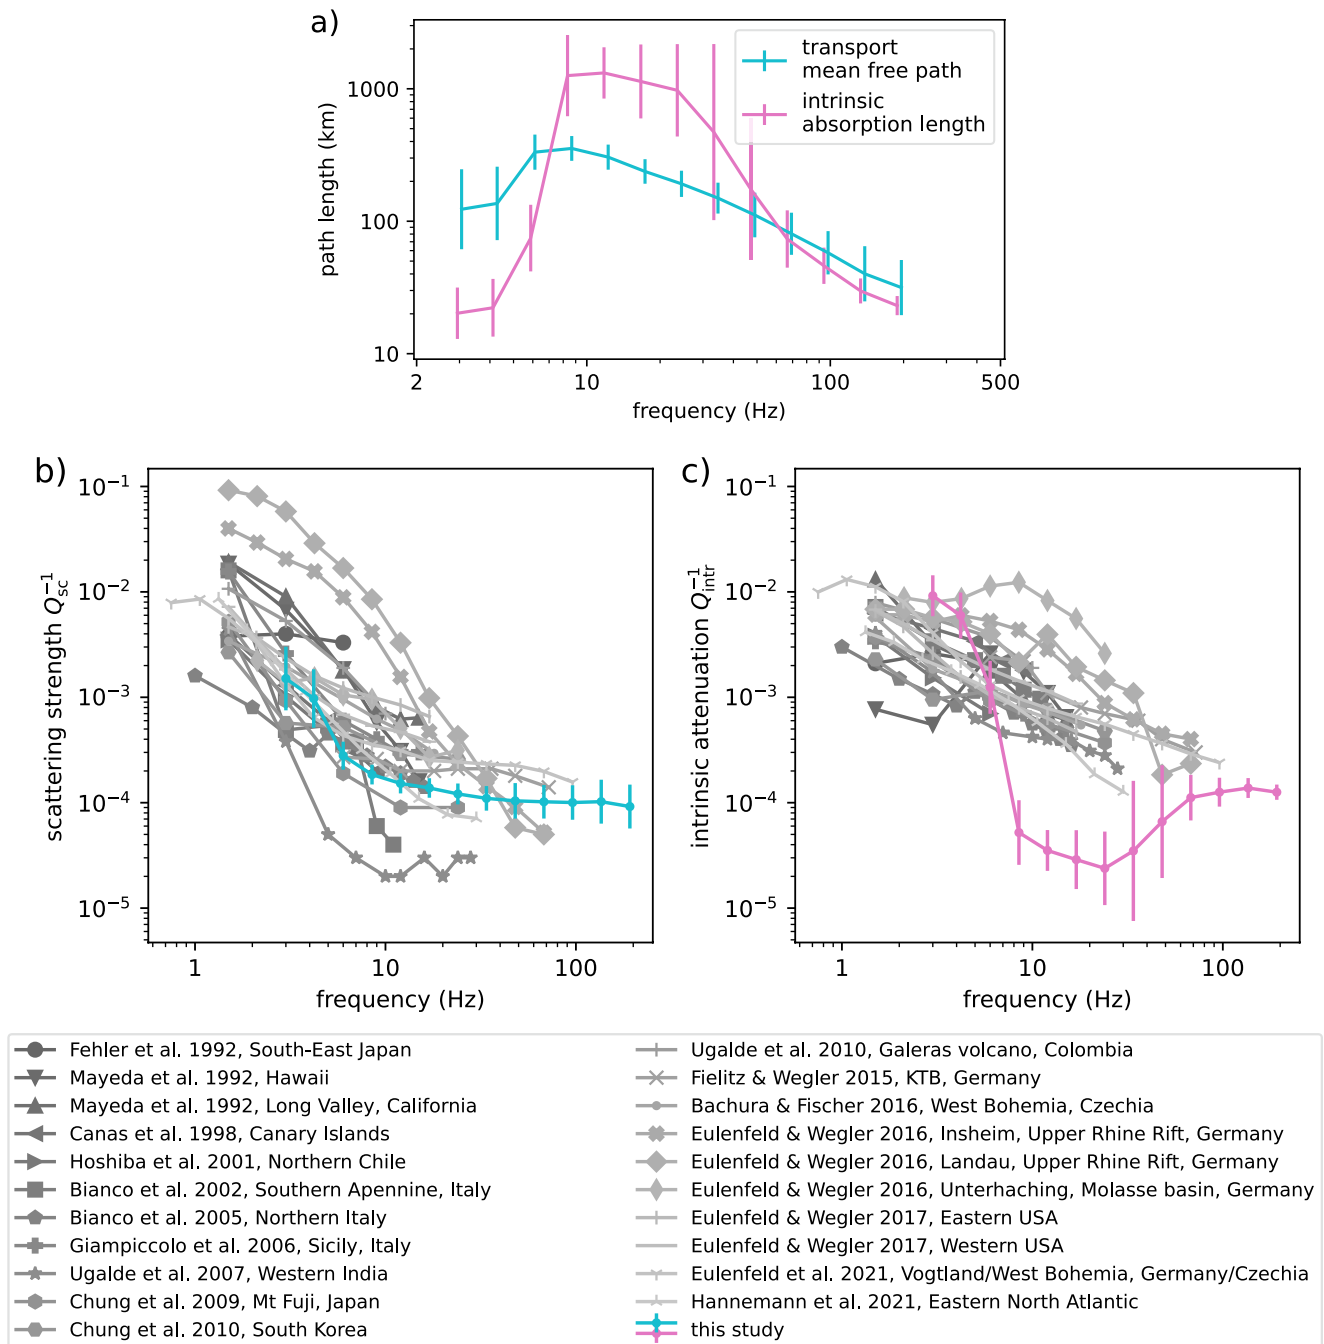 a)
path length (km)
1000
100
10
transport
mean free path
intrinsic
absorption length
2
10
100
500
frequency (Hz)
b)
scattering strength Q_sc^-1
10^-1
10^-2
10^-3
10^-4
10^-5
1
10
100
frequency (Hz)
c)
intrinsic attenuation Q_intr^-1
10^-1
10^-2
10^-3
10^-4
10^-5
1
10
100
frequency (Hz)
Fehler et al. 1992, South-East Japan
Mayeda et al. 1992, Hawaii
Mayeda et al. 1992, Long Valley, California
Canas et al. 1998, Canary Islands
Hoshiba et al. 2001, Northern Chile
Bianco et al. 2002, Southern Apennine, Italy
Bianco et al. 2005, Northern Italy
Giampiccolo et al. 2006, Sicily, Italy
Ugalde et al. 2007, Western India
Chung et al. 2009, Mt Fuji, Japan
Chung et al. 2010, South Korea
Ugalde et al. 2010, Galeras volcano, Colombia
Fielitz & Wegler 2015, KTB, Germany
Bachura & Fischer 2016, West Bohemia, Czechia
Eulenfeld & Wegler 2016, Insheim, Upper Rhine Rift, Germany
Eulenfeld & Wegler 2016, Landau, Upper Rhine Rift, Germany
Eulenfeld & Wegler 2016, Unterhaching, Molasse basin, Germany
Eulenfeld & Wegler 2017, Eastern USA
Eulenfeld & Wegler 2017, Western USA
Eulenfeld et al. 2021, Vogtland/West Bohemia, Germany/Czechia
Hannemann et al. 2021, Eastern North Atlantic
this study